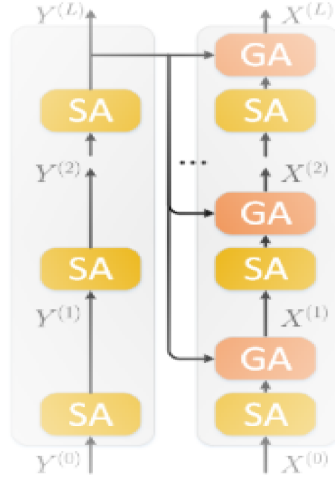 Y^(L) X^(L)
GA
SA SA
...
Y^(2) X^(2)
GA
SA SA
Y^(1) X^(1)
GA
SA SA
Y^(0) X^(0)